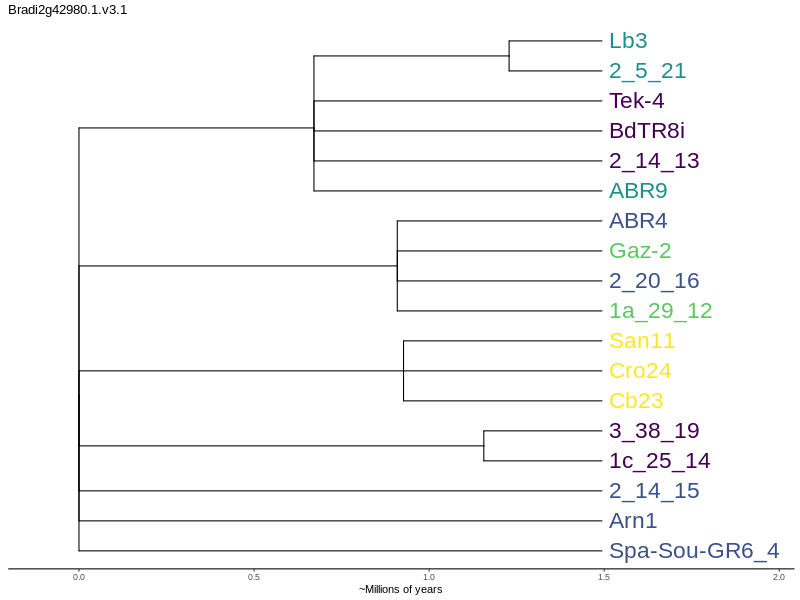 Bradi2g42980.1.v3.1
Lb3
2_5_21
Tek-4
BdTR8i
2_14_13
ABR9
ABR4
Gaz-2
2_20_16
1a_29_12
San11
Cro24
Cb23
3_38_19
1c_25_14
2_14_15
Arn1
Spa-Sou-GR6_4
0.0 0.5 1.0 1.5 2.0
~Millions of years